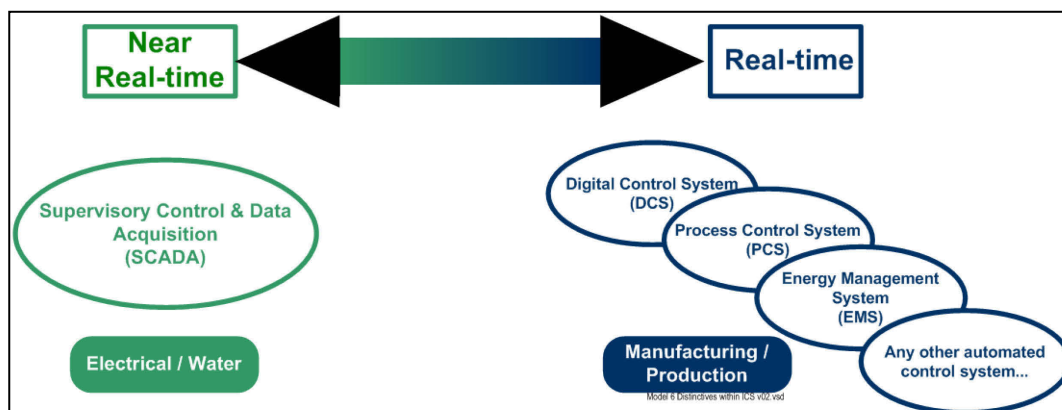 Near
Real-time
Real-time
Supervisory Control & Data
Acquisition
(SCADA)
Digital Control System
(DCS)
Process Control System
(PCS)
Energy Management
System
(EMS)
Any other automated
control system...
Electrical / Water
Manufacturing /
Production
Model 6 Distinctives within ICS v02.vsd